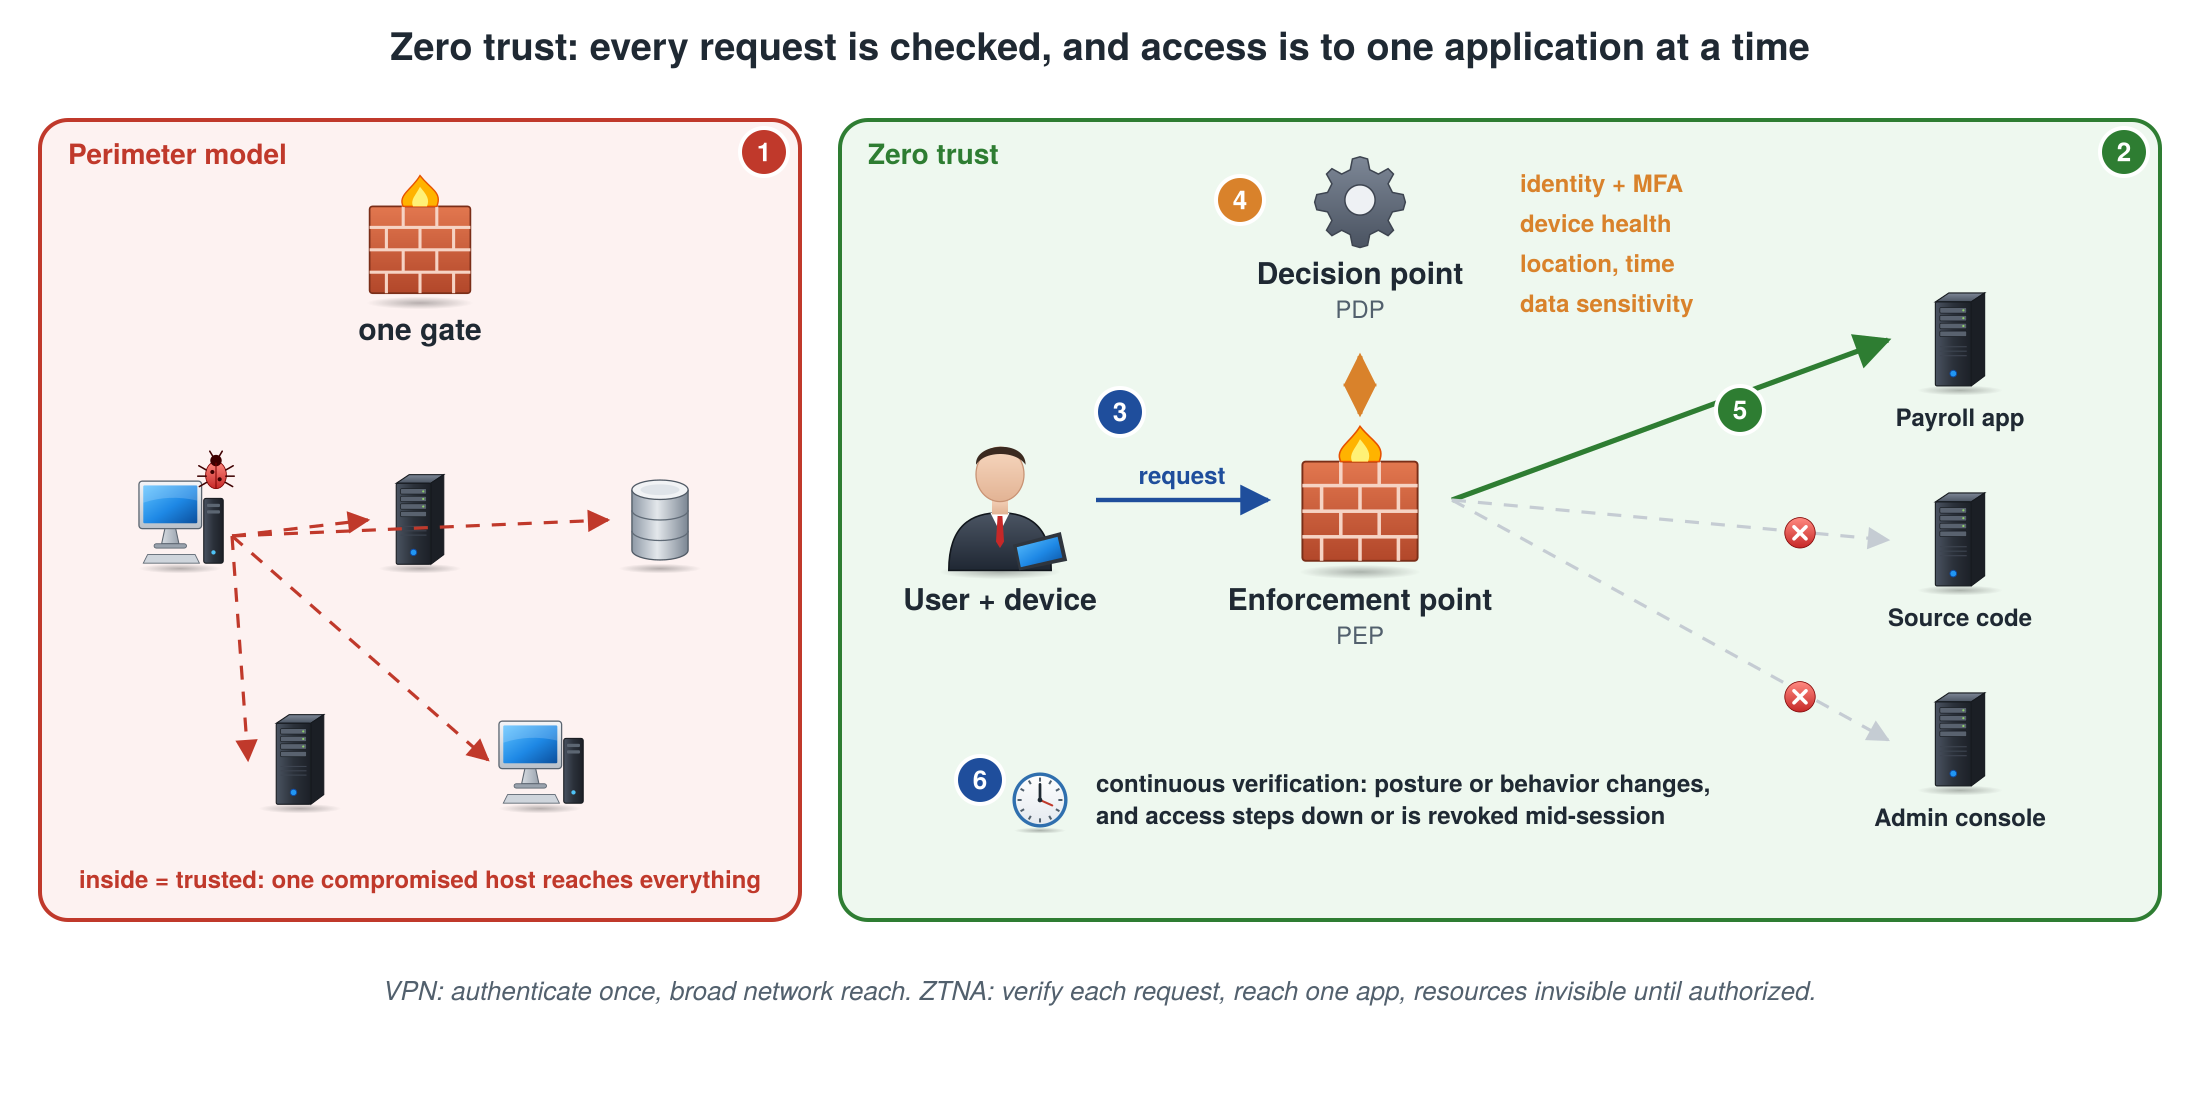 Zero trust: every request is checked, and access is to one application at a time
Perimeter model
1
one gate
inside = trusted: one compromised host reaches everything
Zero trust
2
4
Decision point
PDP
identity + MFA
device health
location, time
data sensitivity
3
request
User + device
Enforcement point
PEP
5
Payroll app
Source code
Admin console
6
continuous verification: posture or behavior changes,
and access steps down or is revoked mid-session
VPN: authenticate once, broad network reach. ZTNA: verify each request, reach one app, resources invisible until authorized.